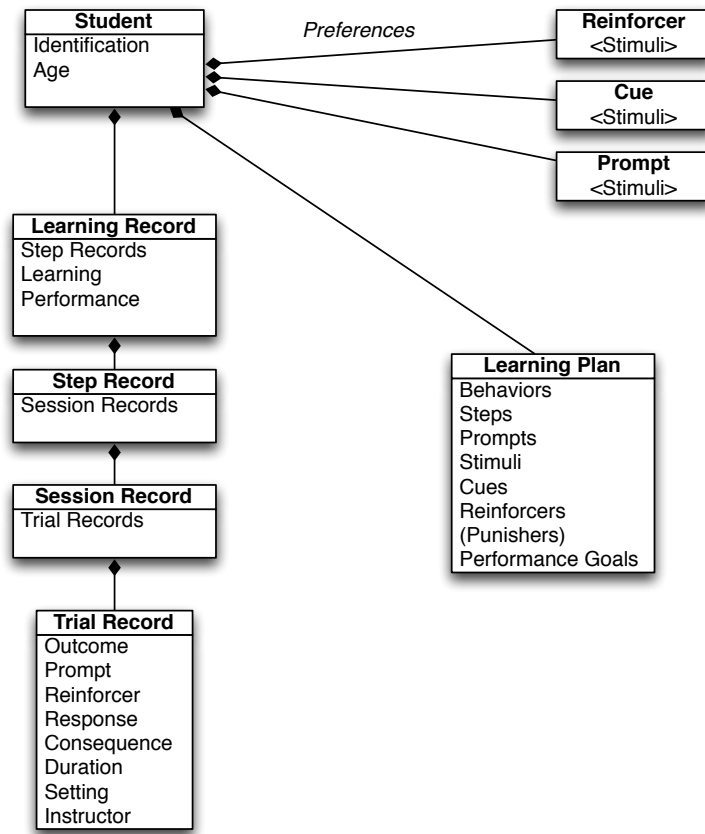 Student
Identification
Age
Preferences
Reinforcer
<Stimuli>
Cue
<Stimuli>
Prompt
<Stimuli>
Learning Record
Step Records
Learning
Performance
Step Record
Session Records
Session Record
Trial Records
Trial Record
Outcome
Prompt
Reinforcer
Response
Consequence
Duration
Setting
Instructor
Learning Plan
Behaviors
Steps
Prompts
Stimuli
Cues
Reinforcers
(Punishers)
Performance Goals